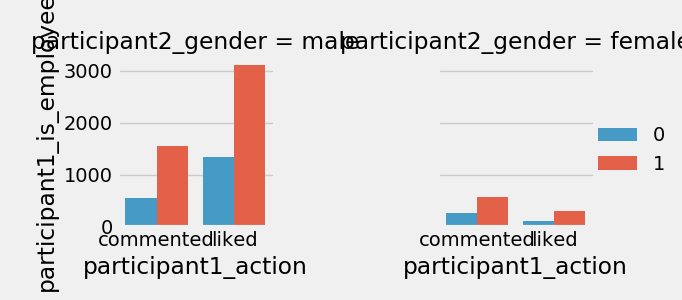 participant2_gender = male
participant2_gender = female
participant1_is_employee
3000
2000
1000
0
commented
liked
commented
liked
participant1_action
participant1_action
0
1